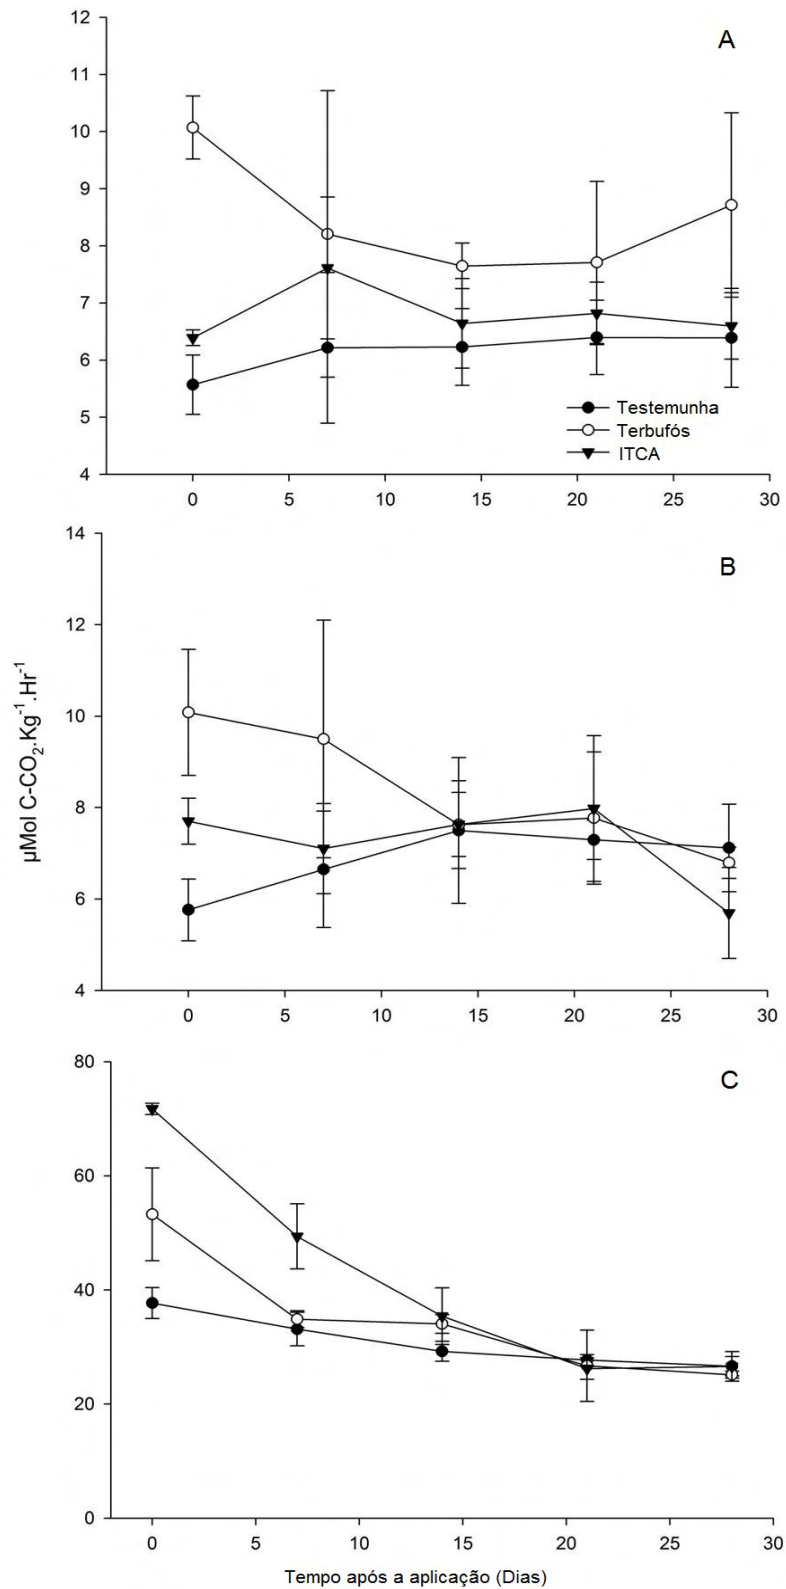 12
A
11
10
9
8
7
6
5
4
Testemunha
Terbufós
ITCA
0 5 10 15 20 25 30
14
B
12
10
8
6
4
µMol C-CO₂.Kg⁻¹.Hr⁻¹
0 5 10 15 20 25 30
80
C
60
40
20
0
0 5 10 15 20 25 30
Tempo após a aplicação (Dias)